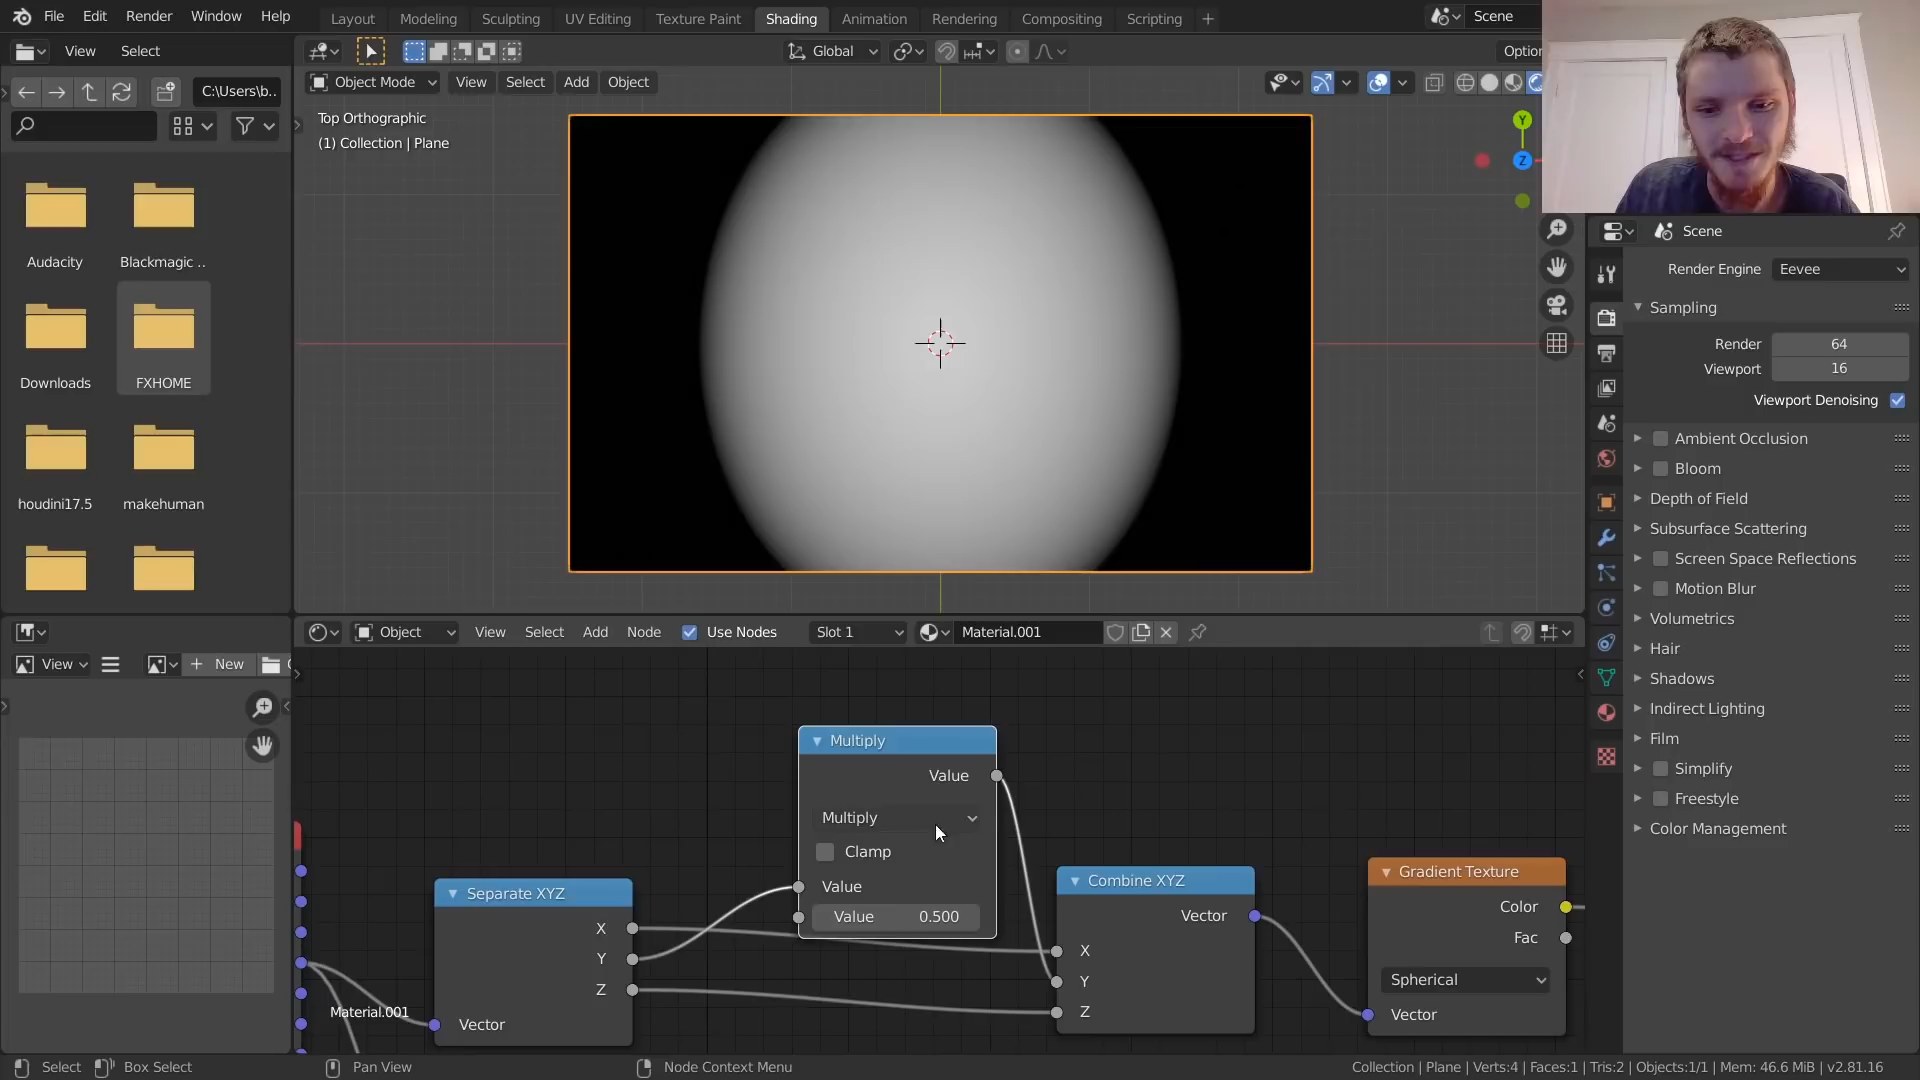 File Edit Render Window Help
Layout Modeling Sculpting UV Editing Texture Paint Shading Animation Rendering Compositing Scripting +
Scene
View Select
Global
Optior
C:\Users\b..
Object Mode View Select Add Object
Top Orthographic
(1) Collection | Plane
Y
Z
Audacity Blackmagic ..
Downloads FXHOME
houdini17.5 makehuman
Scene
Render Engine Eevee
Sampling
Render 64
Viewport 16
Viewport Denoising
Ambient Occlusion
Bloom
Depth of Field
Subsurface Scattering
Screen Space Reflections
Motion Blur
Volumetrics
Hair
Shadows
Indirect Lighting
Film
Simplify
Freestyle
Color Management
View + New
Object View Select Add Node Use Nodes Slot 1 Material.001
Multiply
Value
Multiply
Clamp
Value
Value 0.500
Separate XYZ
X
Y
Z
Vector
Material.001
Combine XYZ
Vector
X
Y
Z
Gradient Texture
Color
Fac
Spherical
Vector
Select Box Select Pan View Node Context Menu
Collection | Plane | Verts:4 | Faces:1 | Tris:2 | Objects:1/1 | Mem: 46.6 MiB | v2.81.16